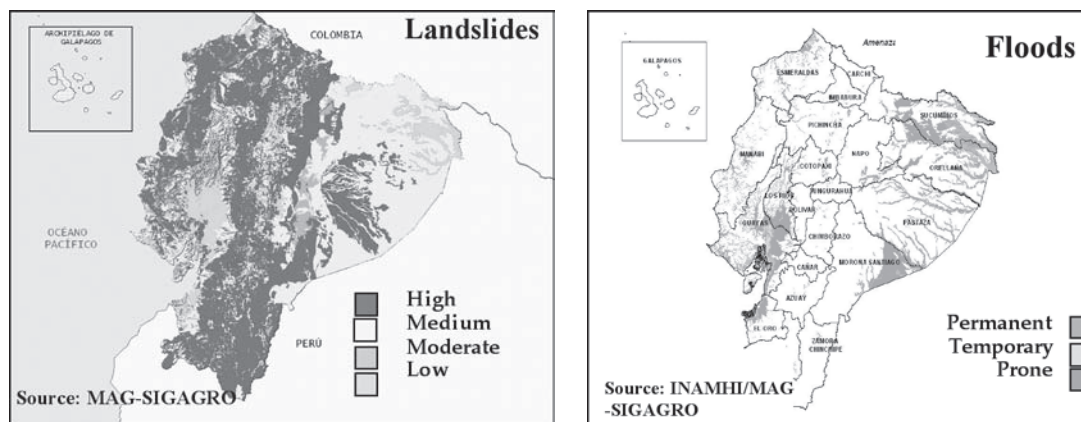 Landslides
ARCHIPIÉLAGO DE
GALAPAGOS
COLOMBIA
OCÉANO
PACÍFICO
PERÚ
High
Medium
Moderate
Low
Source: MAG-SIGAGRO
Floods
Amenaza
GALAPAGOS
ESMERALDAS
CARCHI
IMBABURA
SUCUMBIOS
PICHINCHA
MANABI
NAPO
COTOPAXI
ORELLANA
LOS RIOS
TUNGURAHUA
BOLIVAR
PASTAZA
GUAYAS
CHIMBORAZO
MORONA SANTIAGO
CAÑAR
AZUAY
EL ORO
ZAMORA
CHINCHIPE
Permanent
Temporary
Prone
Source: INAMHI/MAG
-SIGAGRO